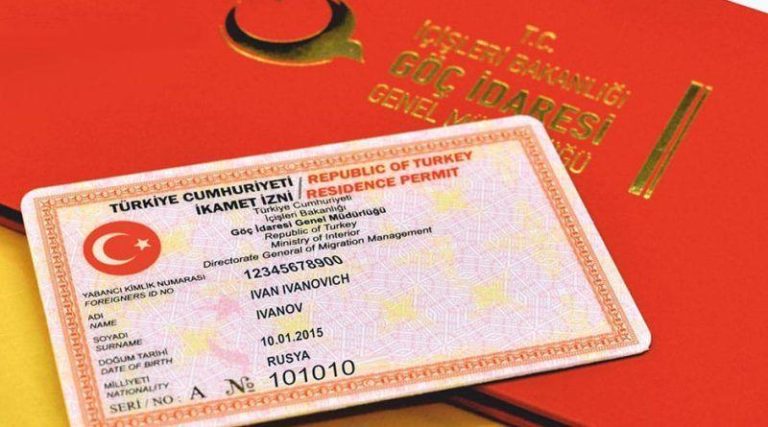 T.C.
İÇİŞLERİ BAKANLIĞI
GÖÇ İDARESİ
GENEL MÜDÜRLÜĞÜ
TÜRKİYE CUMHURİYETİ / REPUBLIC OF TURKEY
İKAMET İZNİ / RESIDENCE PERMIT
Türkiye Cumhuriyeti
İçişleri Bakanlığı
Göç İdaresi Genel Müdürlüğü
Republic of Turkey
Ministry of Interior
Directorate General of Migration Management
YABANCI KİMLİK NUMARASI 12345678900
FOREIGNERS ID NO
ADI IVAN IVANOVICH
NAME
SOYADI IVANOV
SURNAME
DOĞUM TARİHİ 10.01.2015
DATE OF BIRTH
MİLLİYETİ RUSYA
NATIONALITY
SERİ / NO : A № 101010